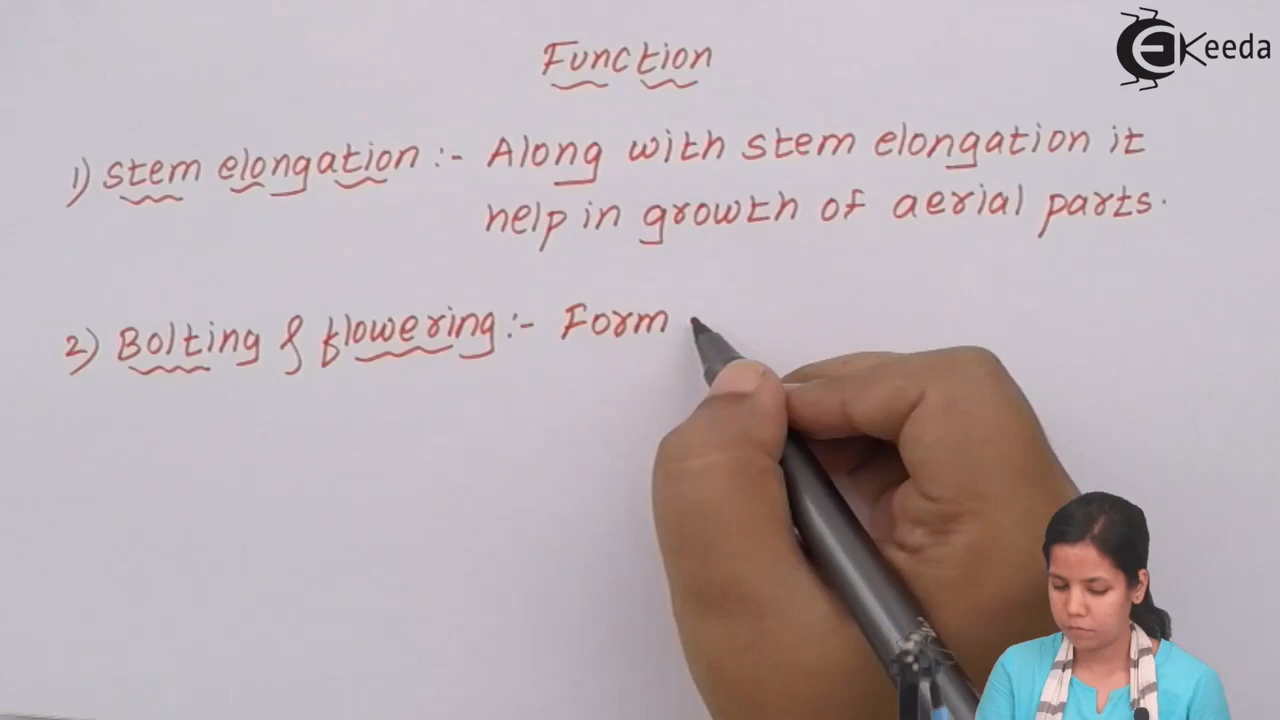 Function
EKeeda
1) stem elongation :- Along with stem elongation it
help in growth of aerial parts.
2) Bolting & flowering :- Form